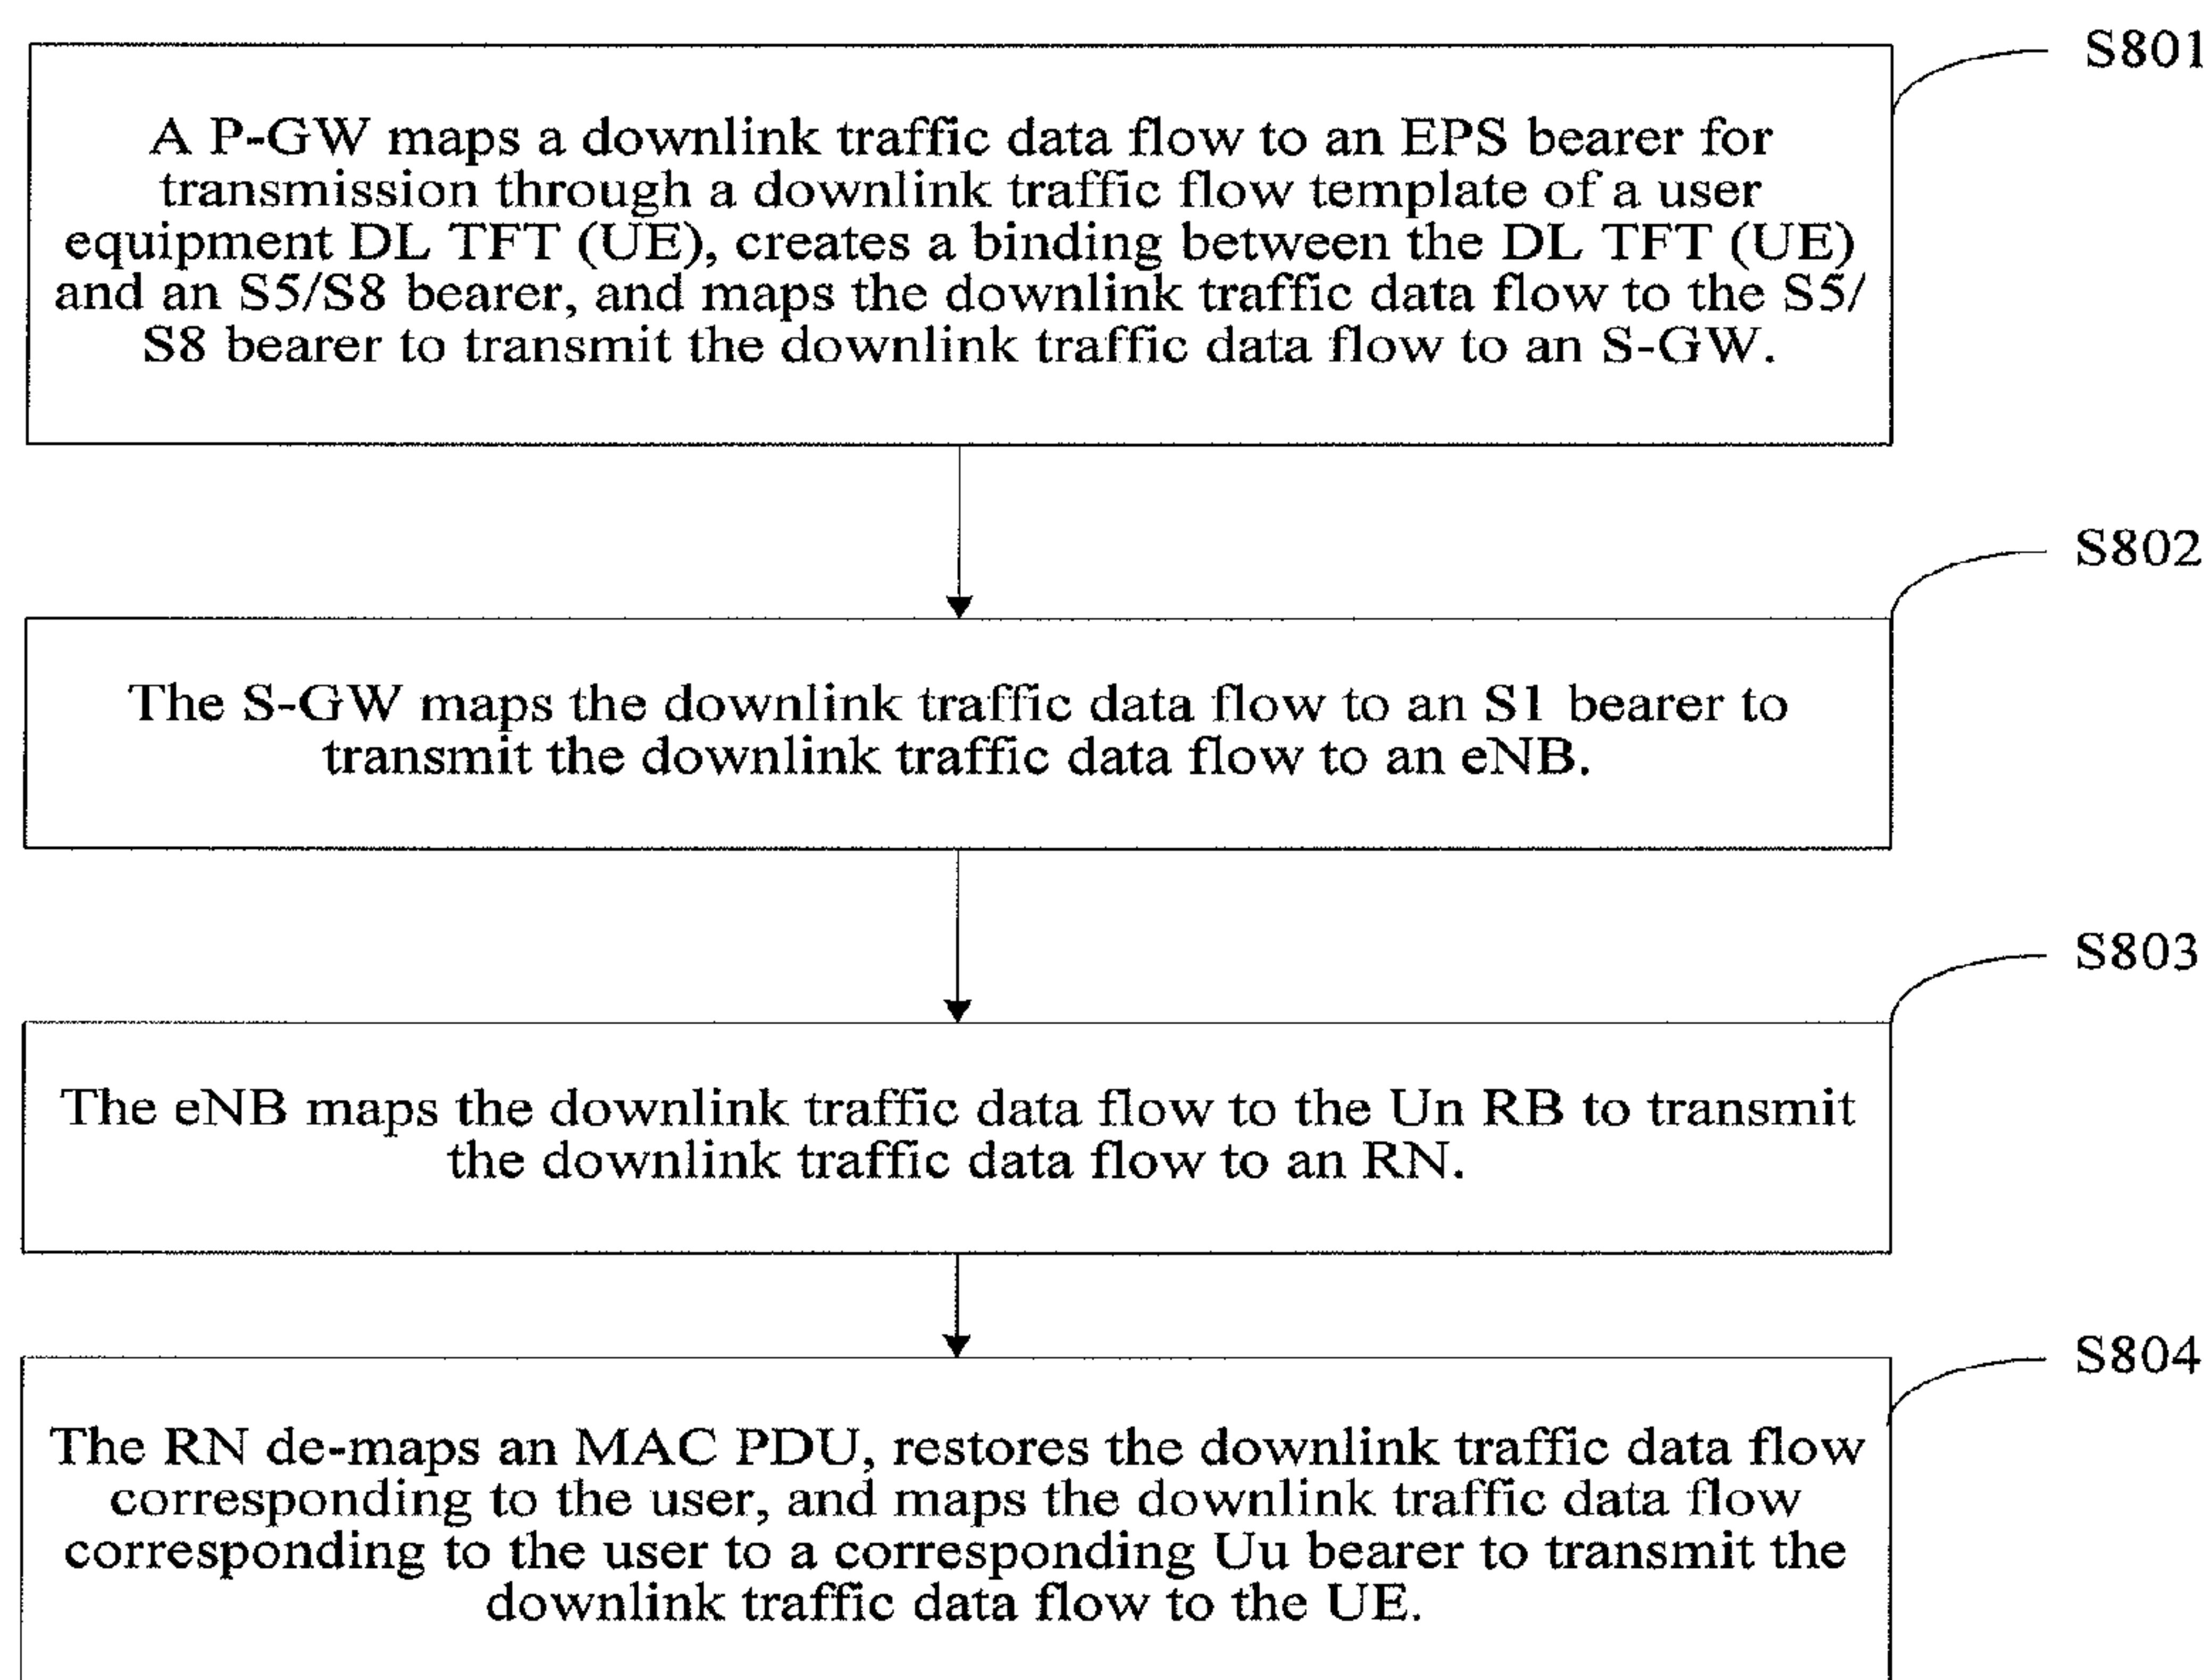 S801
A P-GW maps a downlink traffic data flow to an EPS bearer for
transmission through a downlink traffic flow template of a user
equipment DL TFT (UE), creates a binding between the DL TFT (UE)
and an S5/S8 bearer, and maps the downlink traffic data flow to the S5/
S8 bearer to transmit the downlink traffic data flow to an S-GW.
S802
The S-GW maps the downlink traffic data flow to an S1 bearer to
transmit the downlink traffic data flow to an eNB.
S803
The eNB maps the downlink traffic data flow to the Un RB to transmit
the downlink traffic data flow to an RN.
S804
The RN de-maps an MAC PDU, restores the downlink traffic data flow
corresponding to the user, and maps the downlink traffic data flow
corresponding to the user to a corresponding Uu bearer to transmit the
downlink traffic data flow to the UE.